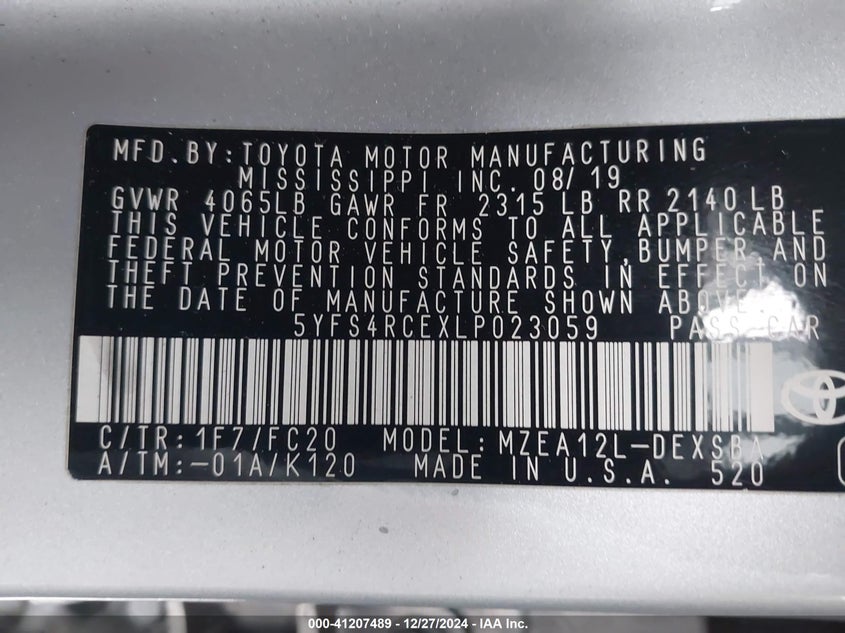 MFD.BY:TOYOTA MOTOR MANUFACTURING
MISSISSIPPI INC. 08/19
GVWR 4065LB GAWR FR 2315 LB RR 2140 LB
THIS VEHICLE CONFORMS TO ALL APPLICABLE
FEDERAL MOTOR VEHICLE SAFETY, BUMPER, AND
THEFT PREVENTION STANDARDS IN EFFECT ON
THE DATE OF MANUFACTURE SHOWN ABOVE.
5YFS4RCEXLP023059 PASS CAR
C/TR: 1F7/FC20 MODEL: MZEA12L-DEXSBA
A/TM:-01A/K120 MADE IN U.S.A. 520
000-41207489 | 12/27/2024 - IAA Inc.